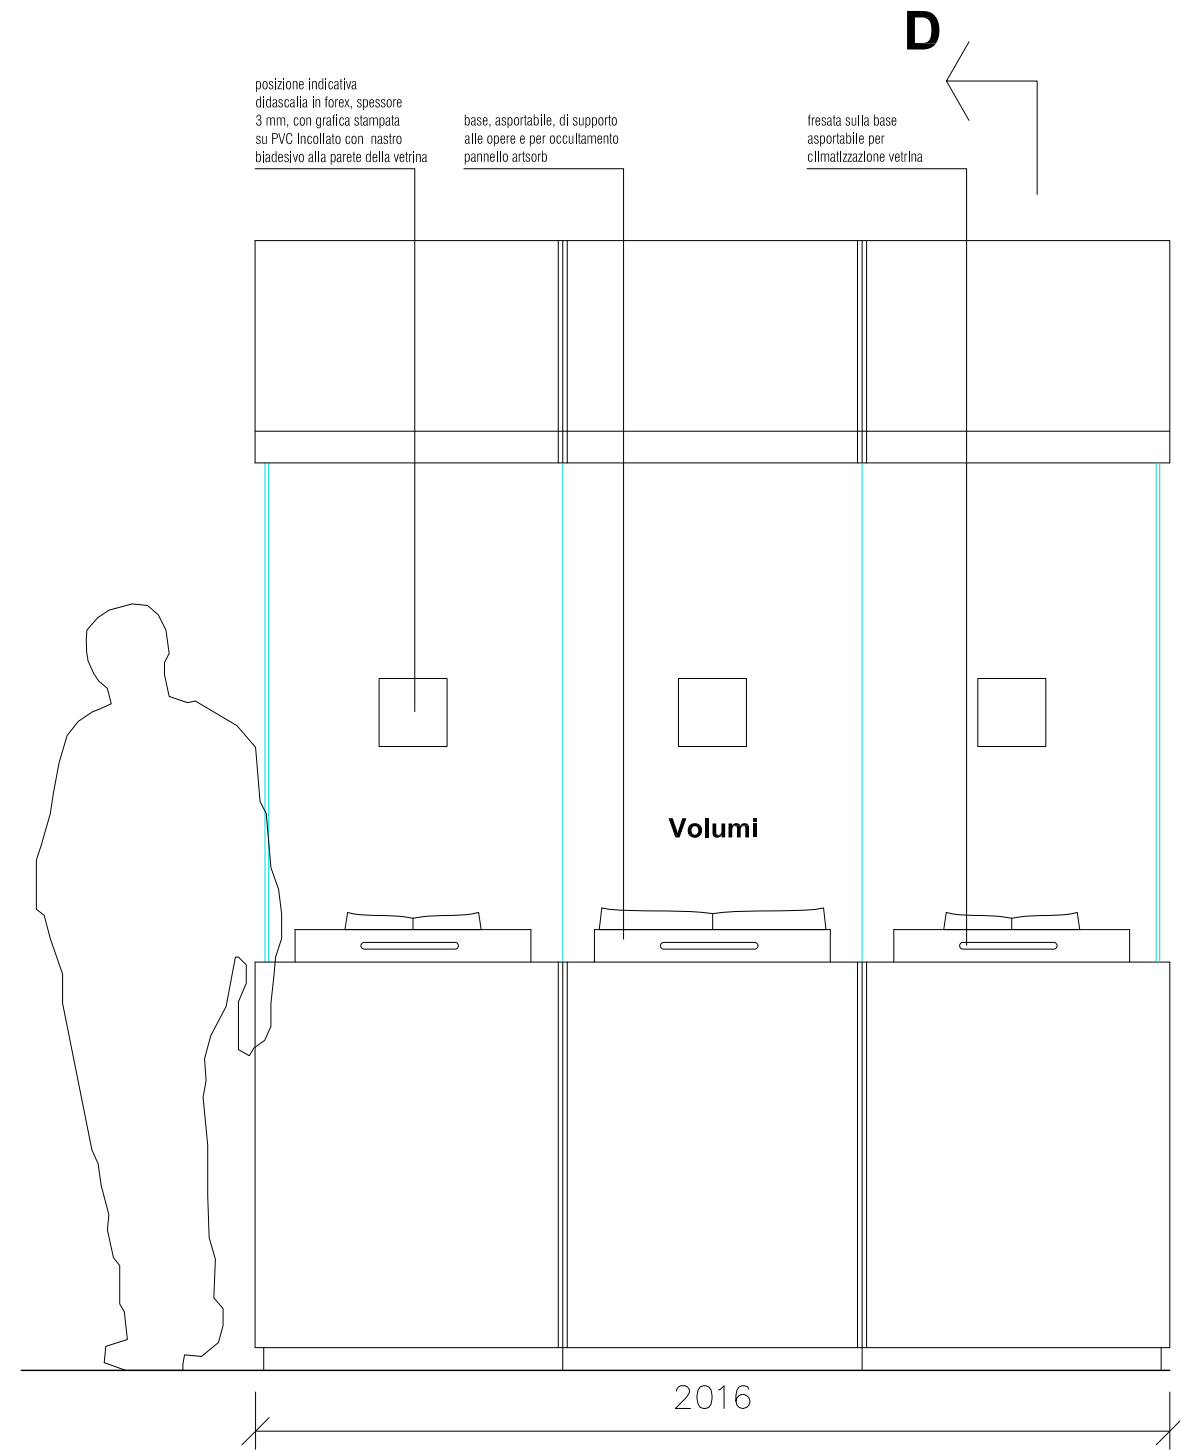 D
posizione indicativa
didascalia in forex, spessore
3 mm, con grafica stampata
su PVC incollato con nastro
biadesivo alla parete della vetrina
base, asportabile, di supporto
alle opere e per occultamento
pannello artsorb
fresata sulla base
asportabile per
climatizzazione vetrina
Volumi
2016